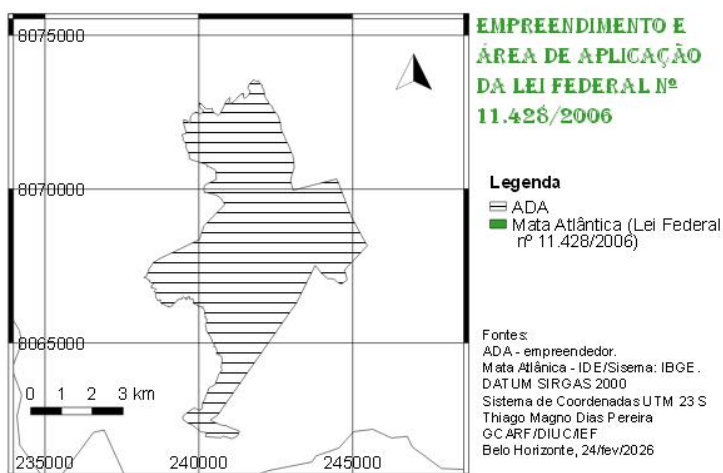 EMPREENDIMENTO E
ÁREA DE APLICAÇÃO
DA LEI FEDERAL Nº
11.428/2006
8075000
8070000
8065000
0 1 2 3 km
235000 240000 245000
Legenda
ADA
Mata Atlântica (Lei Federal
nº 11.428/2006)
Fontes:
ADA - empreendedor.
Mata Atlânica - IDE/Sisema: IBGE.
DATUM SIRGAS 2000
Sistema de Coordenadas UTM 23 S
Thiago Magno Dias Pereira
GCARF/DIUC/IEF
Belo Horizonte, 24/fev/2026